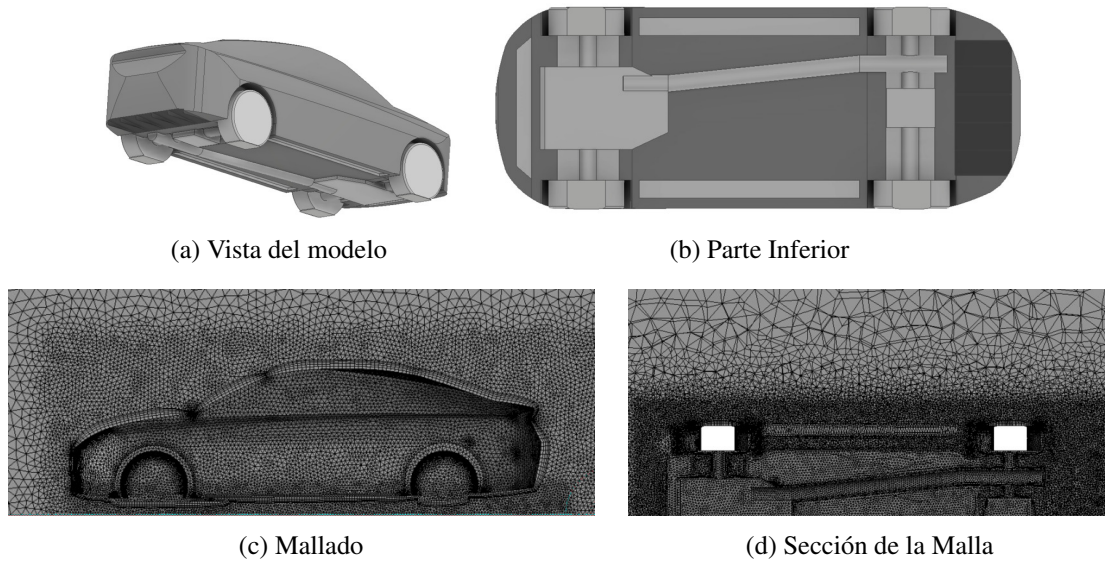 (a) Vista del modelo
(b) Parte Inferior
(c) Mallado
(d) Sección de la Malla